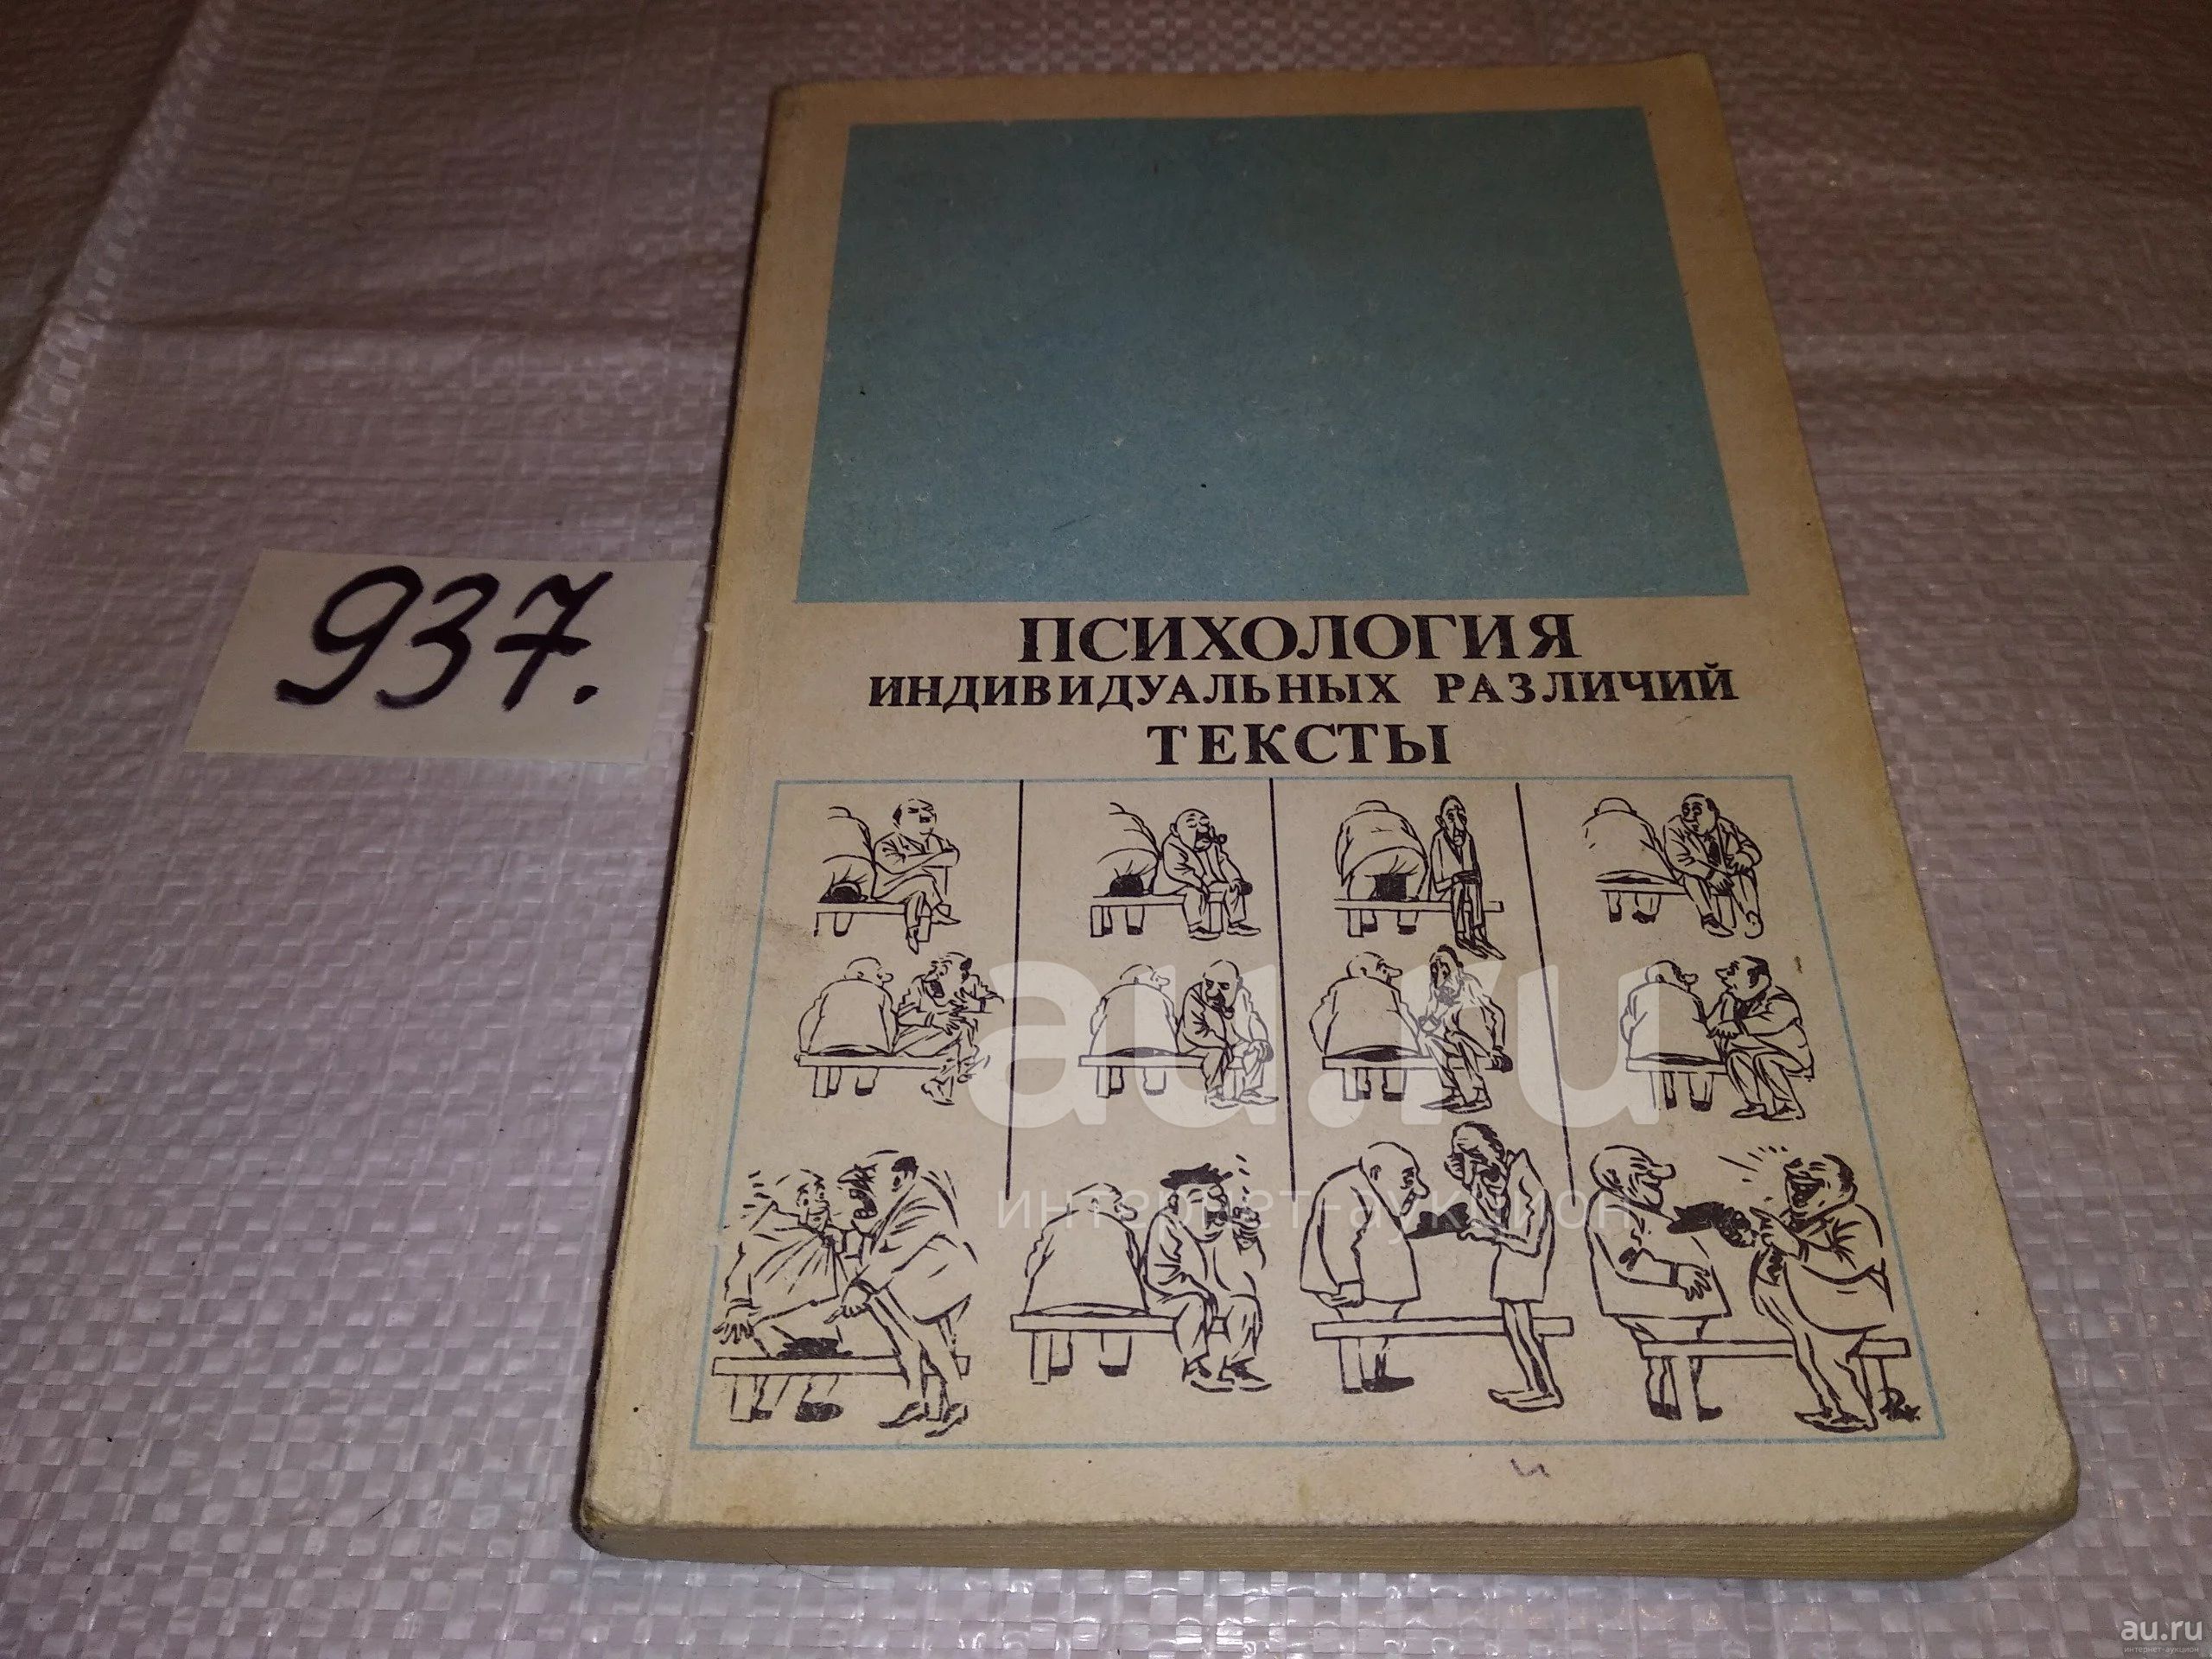 937.
ПСИХОЛОГИЯ
ИНДИВИДУАЛЬНЫХ РАЗЛИЧИЙ
ТЕКСТЫ
au.ru
интернет-аукцион
au.ru
интернет-аукцион